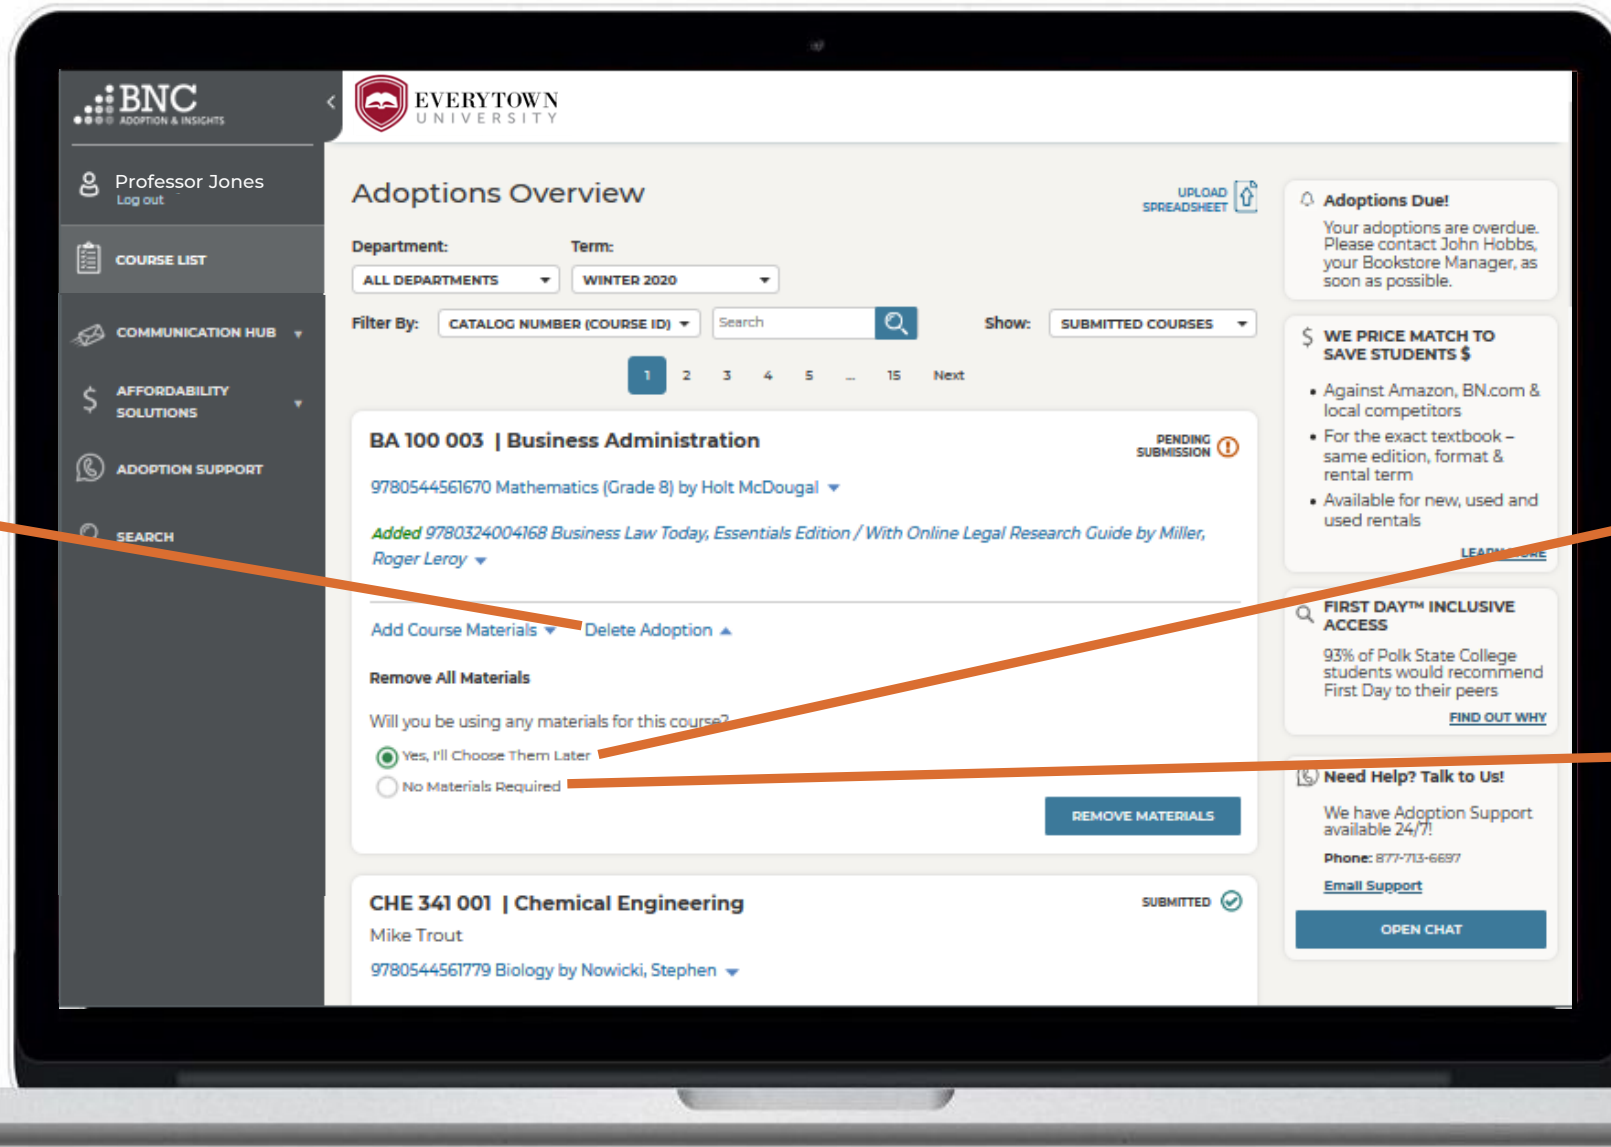 BNC
ADOPTION & INSIGHTS
EVERYTOWN
UNIVERSITY
Professor Jones
Log out
COURSE LIST
COMMUNICATION HUB
AFFORDABILITY
SOLUTIONS
ADOPTION SUPPORT
SEARCH
Adoptions Overview
UPLOAD
SPREADSHEET
Department:
Term:
ALL DEPARTMENTS
WINTER 2020
Filter By:
CATALOG NUMBER (COURSE ID)
Search
Show:
SUBMITTED COURSES
1 2 3 4 5 ... 15 Next
BA 100 003 | Business Administration
PENDING
SUBMISSION
9780544561670 Mathematics (Grade 8) by Holt McDougal
Added 9780324004168 Business Law Today, Essentials Edition / With Online Legal Research Guide by Miller,
Roger Leroy
Add Course Materials
Delete Adoption
Remove All Materials
Will you be using any materials for this course?
Yes, I'll Choose Them Later
No Materials Required
REMOVE MATERIALS
CHE 341 001 | Chemical Engineering
SUBMITTED
Mike Trout
9780544561779 Biology by Nowicki, Stephen
Adoptions Due!
Your adoptions are overdue.
Please contact John Hobbs,
your Bookstore Manager, as
soon as possible.
$ WE PRICE MATCH TO
SAVE STUDENTS $
• Against Amazon, BN.com &
local competitors
• For the exact textbook –
same edition, format &
rental term
• Available for new, used and
used rentals
LEARN MORE
FIRST DAY™ INCLUSIVE
ACCESS
93% of Polk State College
students would recommend
First Day to their peers
FIND OUT WHY
Need Help? Talk to Us!
We have Adoption Support
available 24/7!
Phone: 877-713-6697
Email Support
OPEN CHAT